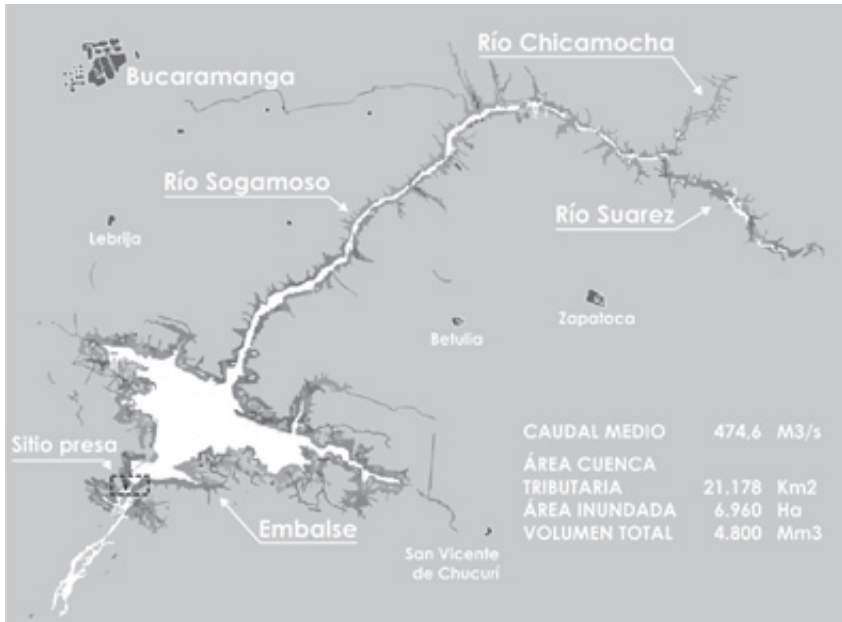 Río Chicamocha
Bucaramanga
Río Sogamoso
Río Suarez
Lebrija
Zapatoca
Betulia
Sitio presa
Embalse
San Vicente
de Chucurí
CAUDAL MEDIO 474,6 M3/s
ÁREA CUENCA
TRIBUTARIA 21.178 Km2
ÁREA INUNDADA 6.960 Ha
VOLUMEN TOTAL 4.800 Mm3